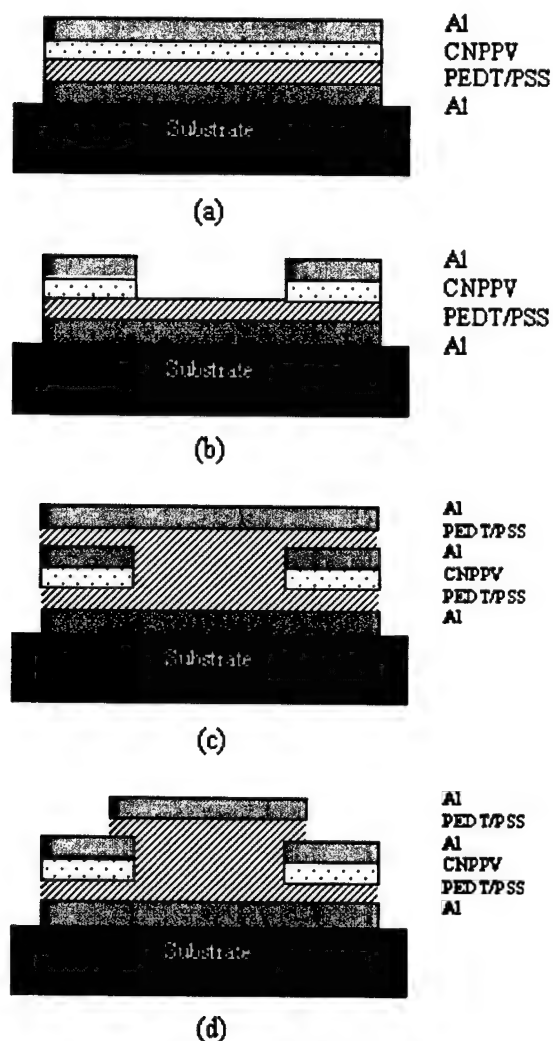 Al
CNPPV
PEDT/PSS
Al
Substrate
(a)
Al
CNPPV
PEDT/PSS
Al
Substrate
(b)
Al
PEDT/PSS
Al
CNPPV
PEDT/PSS
Al
Substrate
(c)
Al
PEDT/PSS
Al
CNPPV
PEDT/PSS
Al
Substrate
(d)